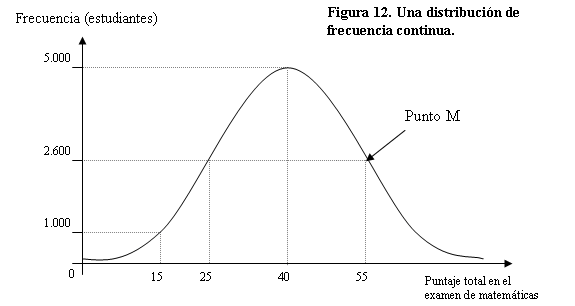 Frecuencia (estudiantes)
Figura 12. Una distribución de
frecuencia continua.
5.000
Punto M
2.600
1.000
0
15
25
40
55
Puntaje total en el
examen de matemáticas